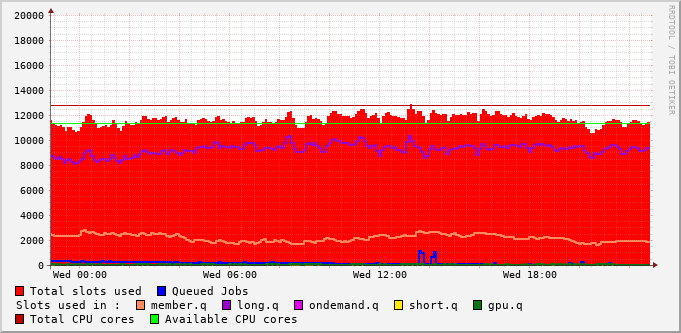 20000
18000
16000
14000
12000
10000
8000
6000
4000
2000
0
Wed 00:00 Wed 06:00 Wed 12:00 Wed 18:00
Total slots used Queued Jobs
Slots used in : member.q long.q ondemand.q short.q gpu.q
Total CPU cores Available CPU cores
RRDTOOL / TOBI OETIKER